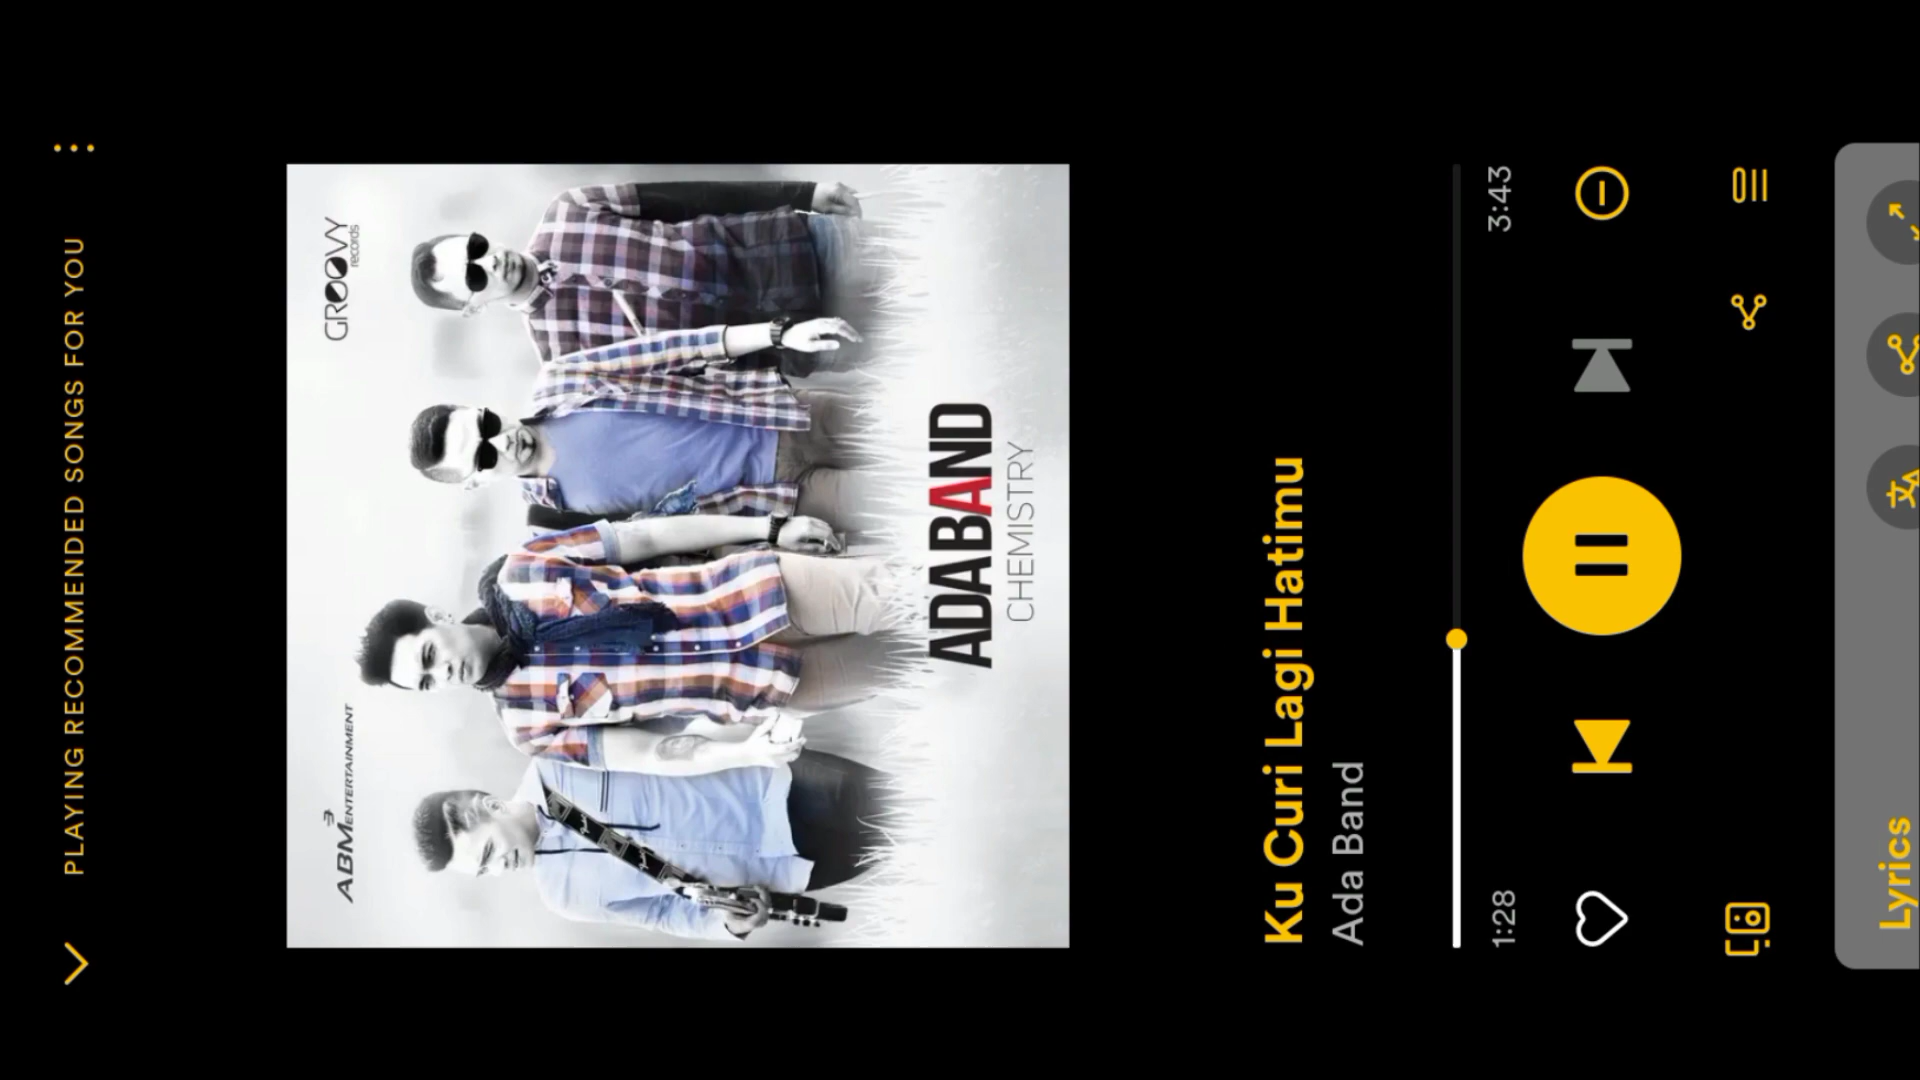 PLAYING RECOMMENDED SONGS FOR YOU
ABM ENTERTAINMENT
GROOVY
records
ADABAND
CHEMISTRY
Ku Curi Lagi Hatimu
Ada Band
1:28
3:43
Lyrics